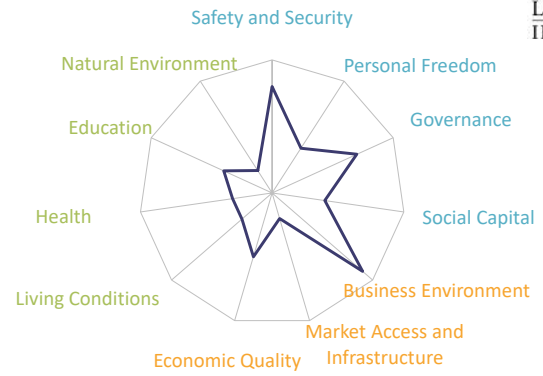 Safety and Security
Natural Environment
Personal Freedom
Education
Governance
Health
Social Capital
Living Conditions
Business Environment
Market Access and
Infrastructure
Economic Quality